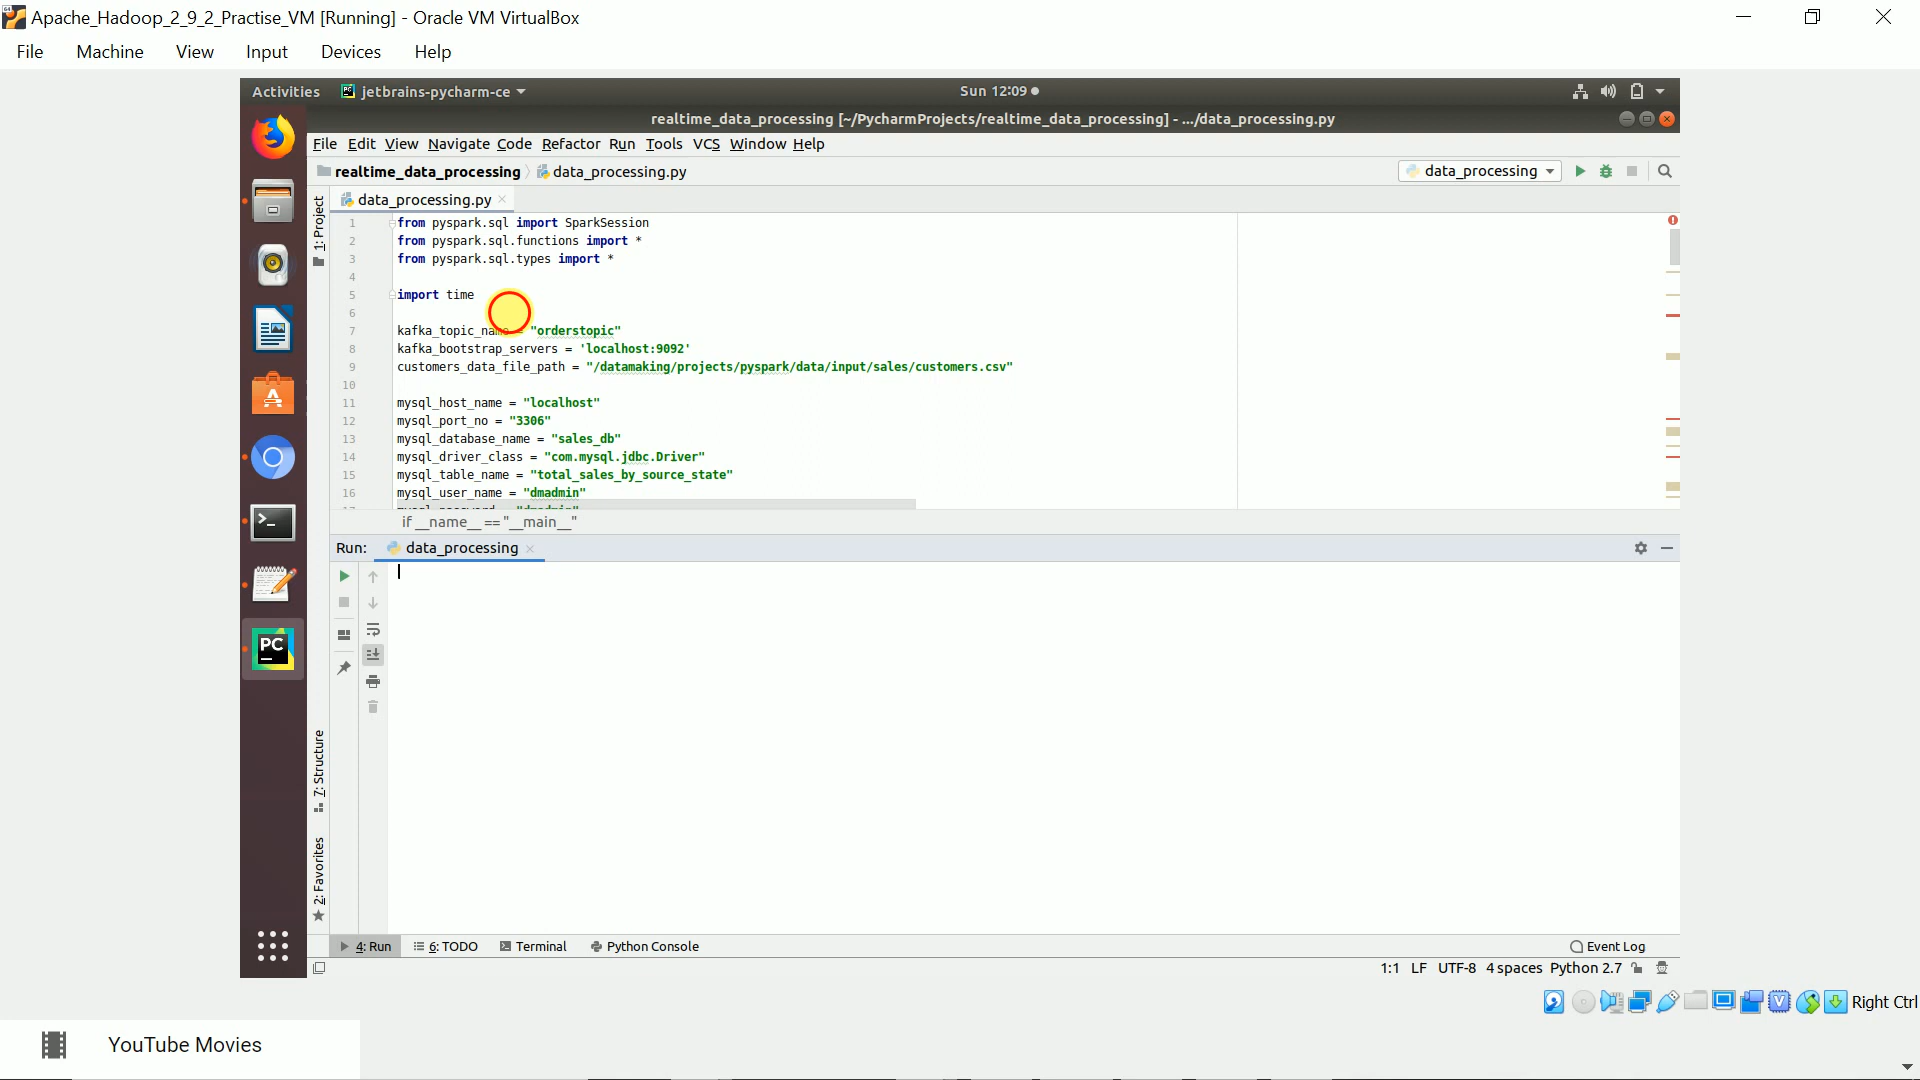 Apache_Hadoop_2_9_2_Practise_VM [Running] - Oracle VM VirtualBox
File Machine View Input Devices Help
Activities jetbrains-pycharm-ce Sun 12:09
realtime_data_processing [~/PycharmProjects/realtime_data_processing] - .../data_processing.py
File Edit View Navigate Code Refactor Run Tools VCS Window Help
realtime_data_processing data_processing.py data_processing
data_processing.py
1: Project
1 from pyspark.sql import SparkSession
2 from pyspark.sql.functions import *
3 from pyspark.sql.types import *
4
5 import time
6
7 kafka_topic_name = "orderstopic"
8 kafka_bootstrap_servers = 'localhost:9092'
9 customers_data_file_path = "/datamaking/projects/pyspark/data/input/sales/customers.csv"
10
11 mysql_host_name = "localhost"
12 mysql_port_no = "3306"
13 mysql_database_name = "sales_db"
14 mysql_driver_class = "com.mysql.jdbc.Driver"
15 mysql_table_name = "total_sales_by_source_state"
16 mysql_user_name = "dmadmin"
if __name__ == "__main__"
Run: data_processing
7: Structure
2: Favorites
4: Run 6: TODO Terminal Python Console Event Log
1:1 LF UTF-8 4 spaces Python 2.7
Right Ctrl
YouTube Movies